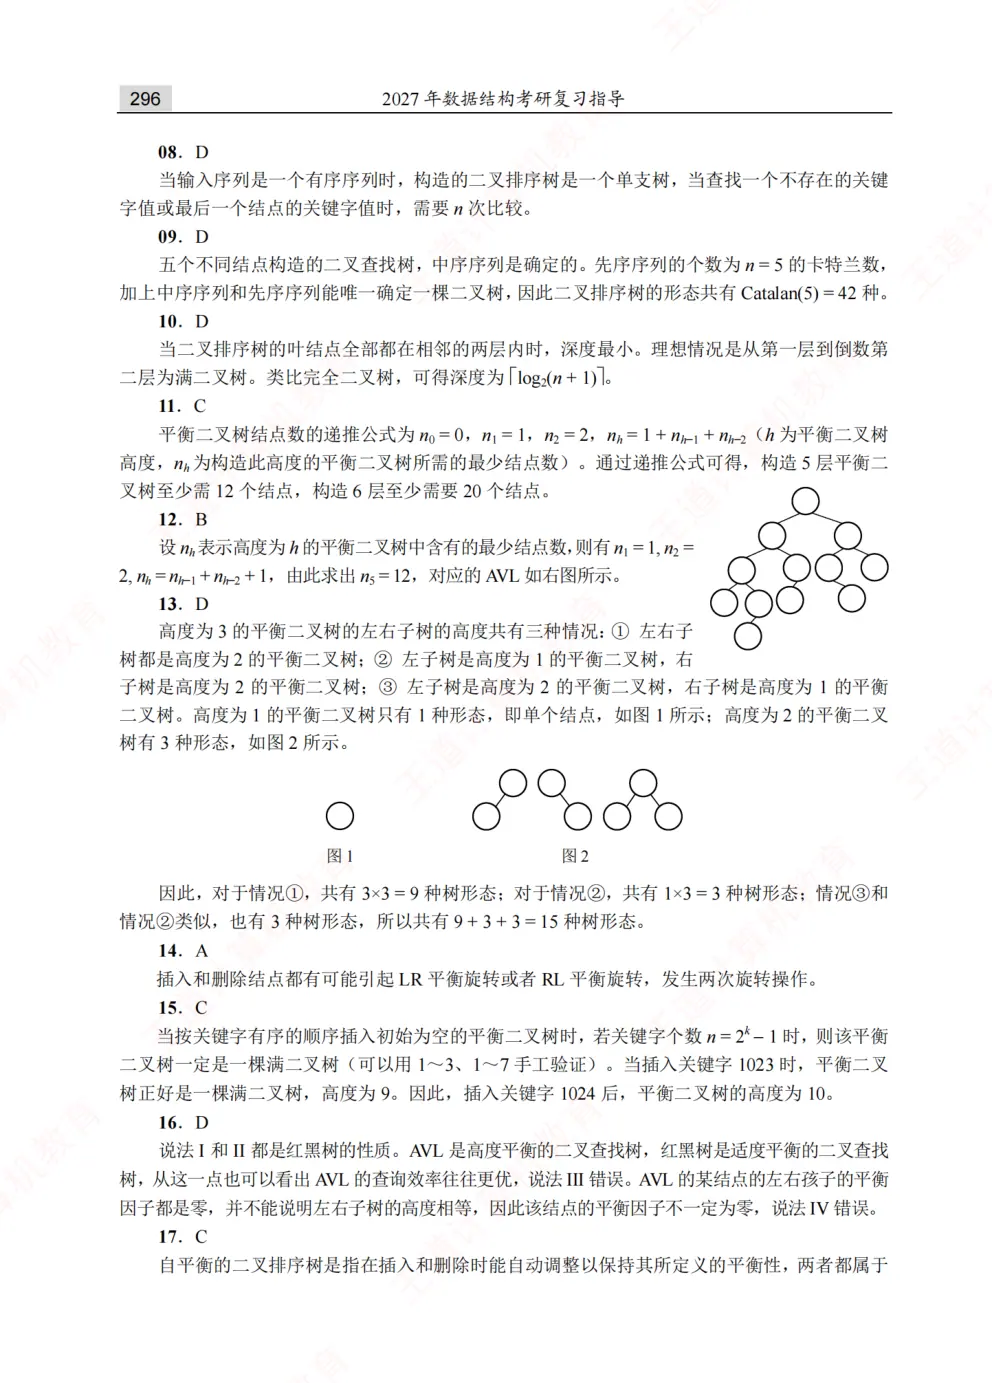 296
2027 年数据结构考研复习指导
08．D
当输入序列是一个有序序列时，构造的二叉排序树是一个单支树，当查找一个不存在的关键
字值或最后一个结点的关键字值时，需要 n 次比较。
09．D
五个不同结点构造的二叉查找树，中序序列是确定的。先序序列的个数为 n = 5 的卡特兰数，
加上中序序列和先序序列能唯一确定一棵二叉树，因此二叉排序树的形态共有 Catalan(5) = 42 种。
10．D
当二叉排序树的叶结点全部都在相邻的两层内时，深度最小。理想情况是从第一层到倒数第
二层为满二叉树。类比完全二叉树，可得深度为⌈log₂(n + 1)⌉。
11．C
平衡二叉树结点数的递推公式为 n₀ = 0，n₁ = 1，n₂ = 2，nₕ = 1 + nₕ₋₁ + nₕ₋₂（h 为平衡二叉树
高度，nₕ 为构造此高度的平衡二叉树所需的最少结点数）。通过递推公式可得，构造 5 层平衡二
叉树至少需 12 个结点，构造 6 层至少需要 20 个结点。
12．B
设 nₕ 表示高度为 h 的平衡二叉树中含有的最少结点数，则有 n₁ = 1, n₂ =
2, nₕ = nₕ₋₁ + nₕ₋₂ + 1，由此求出 n₅ = 12，对应的 AVL 如右图所示。
13．D
高度为 3 的平衡二叉树的左右子树的高度共有三种情况：① 左右子
树都是高度为 2 的平衡二叉树；② 左子树是高度为 1 的平衡二叉树，右
子树是高度为 2 的平衡二叉树；③ 左子树是高度为 2 的平衡二叉树，右子树是高度为 1 的平衡
二叉树。高度为 1 的平衡二叉树只有 1 种形态，即单个结点，如图 1 所示；高度为 2 的平衡二叉
树有 3 种形态，如图 2 所示。
图 1
图 2
因此，对于情况①，共有 3×3 = 9 种树形态；对于情况②，共有 1×3 = 3 种树形态；情况③和
情况②类似，也有 3 种树形态，所以共有 9 + 3 + 3 = 15 种树形态。
14．A
插入和删除结点都有可能引起 LR 平衡旋转或者 RL 平衡旋转，发生两次旋转操作。
15．C
当按关键字有序的顺序插入初始为空的平衡二叉树时，若关键字个数 n = 2ᵏ − 1 时，则该平衡
二叉树一定是一棵满二叉树（可以用 1～3、1～7 手工验证）。当插入关键字 1023 时，平衡二叉
树正好是一棵满二叉树，高度为 9。因此，插入关键字 1024 后，平衡二叉树的高度为 10。
16．D
说法 I 和 II 都是红黑树的性质。AVL 是高度平衡的二叉查找树，红黑树是适度平衡的二叉查找
树，从这一点也可以看出 AVL 的查询效率往往更优，说法 III 错误。AVL 的某结点的左右孩子的平衡
因子都是零，并不能说明左右子树的高度相等，因此该结点的平衡因子不一定为零，说法 IV 错误。
17．C
自平衡的二叉排序树是指在插入和删除时能自动调整以保持其所定义的平衡性，两者都属于